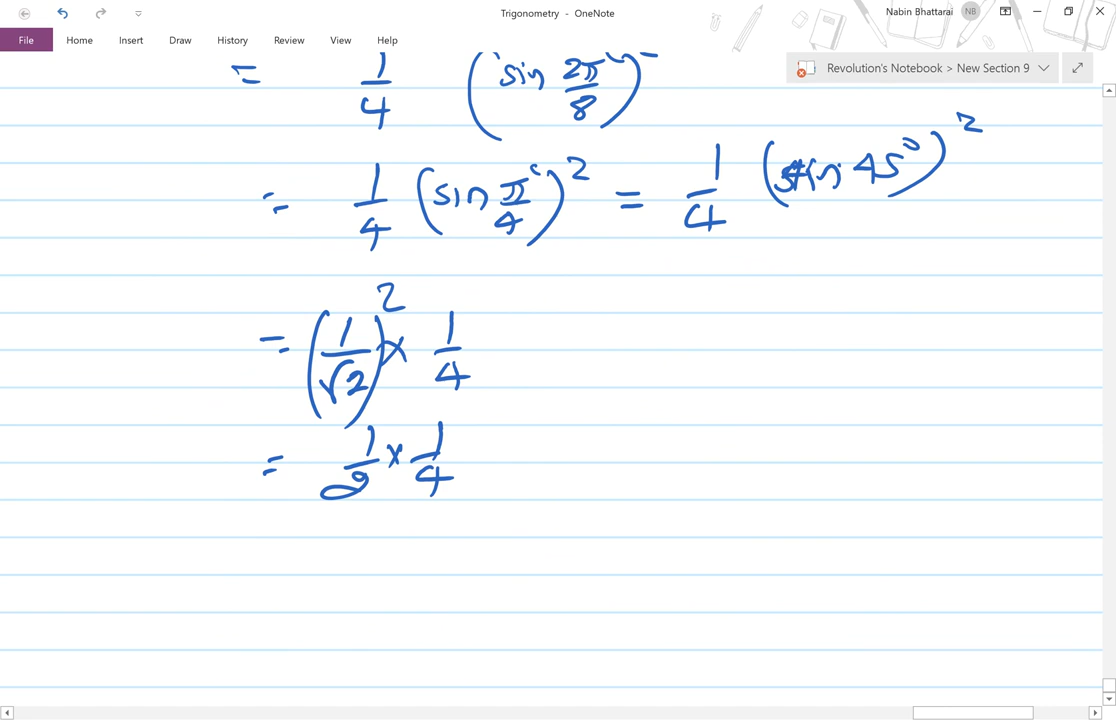 Trigonometry - OneNote
Nabin Bhattarai NB
File Home Insert Draw History Review View Help
Revolution's Notebook > New Section 9
= 1/4 (sin 2π^c/8)^2
= 1/4 (sin π^c/4)^2 = 1/4 (sin 45°)^2
= (1/√2)^2 × 1/4
= 1/2 × 1/4